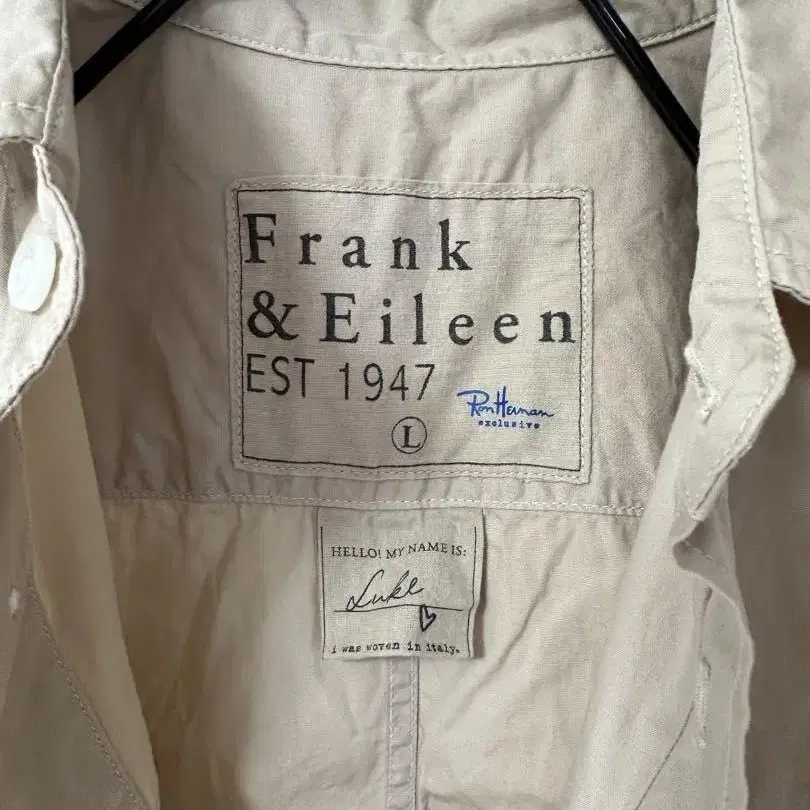 Frank
& Eileen
EST 1947
Ron Herman
exclusive
L
HELLO! MY NAME IS:
Luke
i was woven in italy.